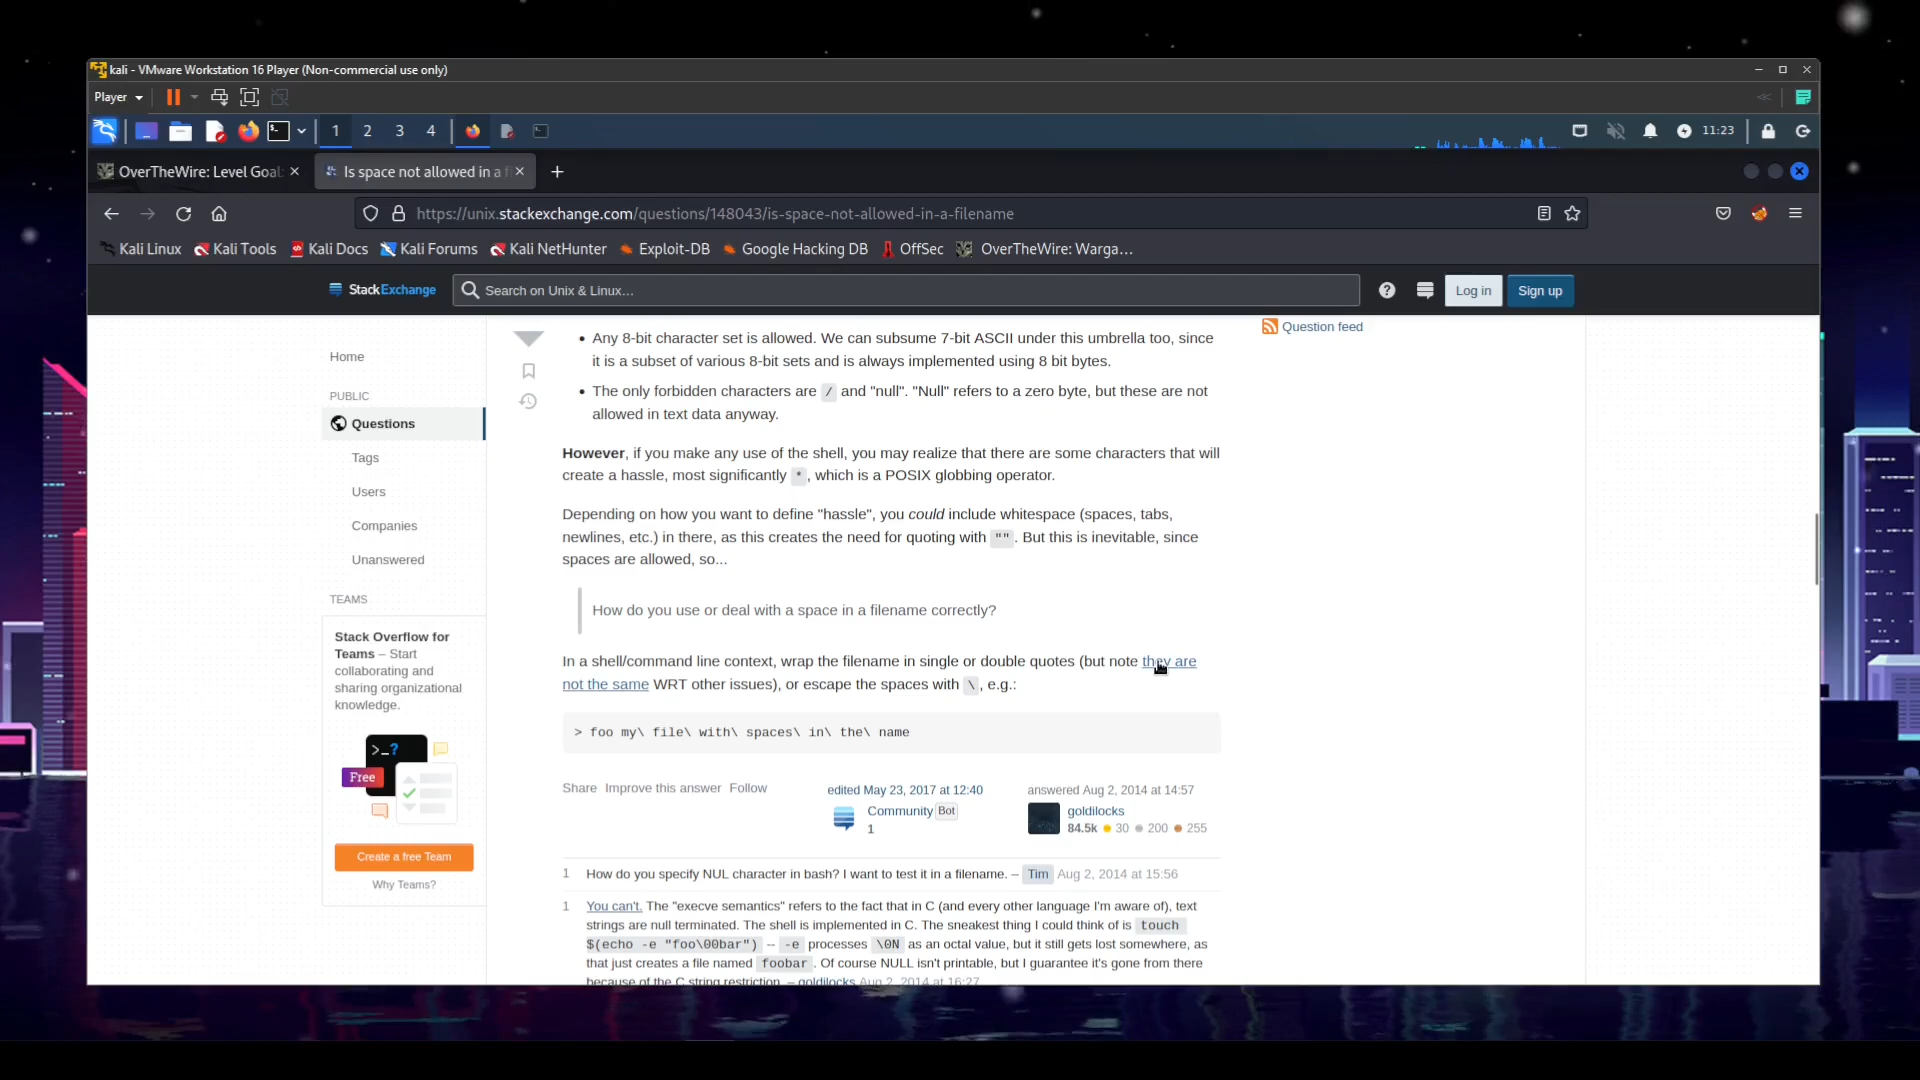 kali - VMware Workstation 16 Player (Non-commercial use only)
Player
1 2 3 4
11:23
OverTheWire: Level Goal
Is space not allowed in a f
https://unix.stackexchange.com/questions/148043/is-space-not-allowed-in-a-filename
Kali Linux Kali Tools Kali Docs Kali Forums Kali NetHunter Exploit-DB Google Hacking DB OffSec OverTheWire: Warga...
StackExchange
Search on Unix & Linux...
Log in
Sign up
Question feed
Home
PUBLIC
Questions
Tags
Users
Companies
Unanswered
TEAMS
Stack Overflow for
Teams – Start
collaborating and
sharing organizational
knowledge.
>_?
Free
Create a free Team
Why Teams?
• Any 8-bit character set is allowed. We can subsume 7-bit ASCII under this umbrella too, since
it is a subset of various 8-bit sets and is always implemented using 8 bit bytes.
• The only forbidden characters are / and "null". "Null" refers to a zero byte, but these are not
allowed in text data anyway.
However, if you make any use of the shell, you may realize that there are some characters that will
create a hassle, most significantly *, which is a POSIX globbing operator.
Depending on how you want to define "hassle", you could include whitespace (spaces, tabs,
newlines, etc.) in there, as this creates the need for quoting with "". But this is inevitable, since
spaces are allowed, so...
How do you use or deal with a space in a filename correctly?
In a shell/command line context, wrap the filename in single or double quotes (but note they are
not the same WRT other issues), or escape the spaces with \, e.g.:
> foo my\ file\ with\ spaces\ in\ the\ name
Share Improve this answer Follow
edited May 23, 2017 at 12:40
Community Bot
1
answered Aug 2, 2014 at 14:57
goldilocks
84.5k 30 200 255
1 How do you specify NUL character in bash? I want to test it in a filename. – Tim Aug 2, 2014 at 15:56
1 You can't. The "execve semantics" refers to the fact that in C (and every other language I'm aware of), text
strings are null terminated. The shell is implemented in C. The sneakest thing I could think of is touch
$(echo -e "foo\00bar") -- -e processes \0N as an octal value, but it still gets lost somewhere, as
that just creates a file named foobar. Of course NULL isn't printable, but I guarantee it's gone from there
because of the C string restriction. – goldilocks Aug 2, 2014 at 16:27